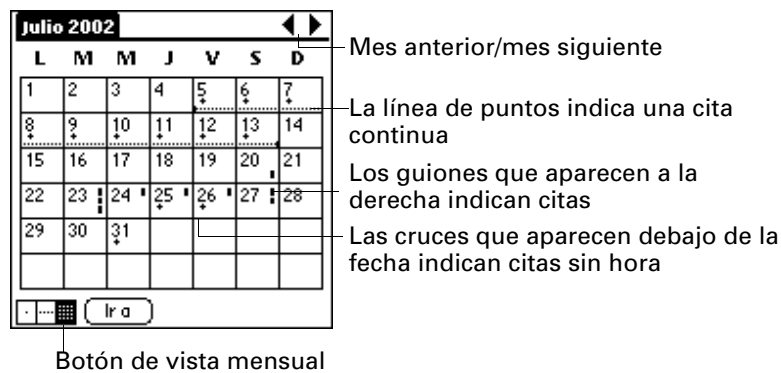 Julio 2002
L M M J V S D
1 2 3 4 5 6 7
8 9 10 11 12 13 14
15 16 17 18 19 20 21
22 23 24 25 26 27 28
29 30 31
Ir a
Mes anterior/mes siguiente
La línea de puntos indica una cita
continua
Los guiones que aparecen a la
derecha indican citas
Las cruces que aparecen debajo de la
fecha indican citas sin hora
Botón de vista mensual